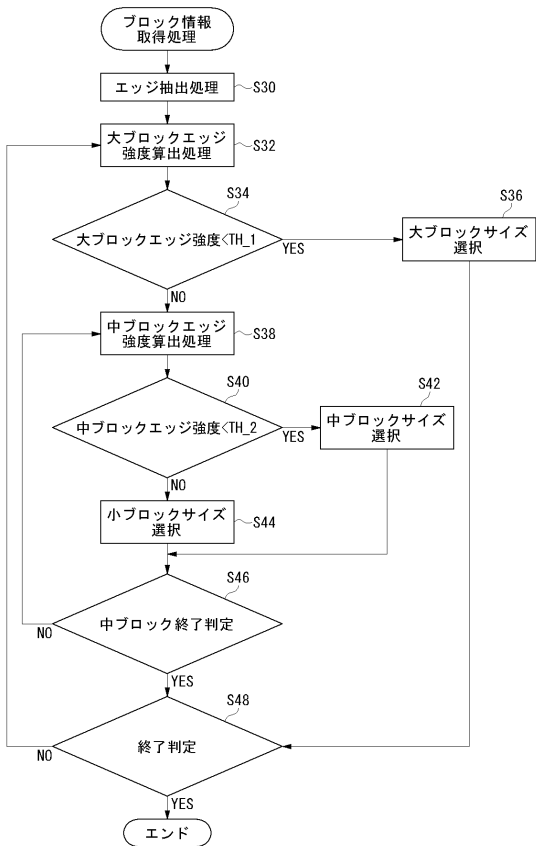 ブロック情報
取得処理
エッジ抽出処理
S30
大ブロックエッジ
強度算出処理
S32
S34
大ブロックエッジ強度<TH_1
YES
NO
S36
大ブロックサイズ
選択
中ブロックエッジ
強度算出処理
S38
S40
中ブロックエッジ強度<TH_2
YES
NO
S42
中ブロックサイズ
選択
小ブロックサイズ
選択
S44
S46
中ブロック終了判定
NO
YES
S48
終了判定
NO
YES
エンド